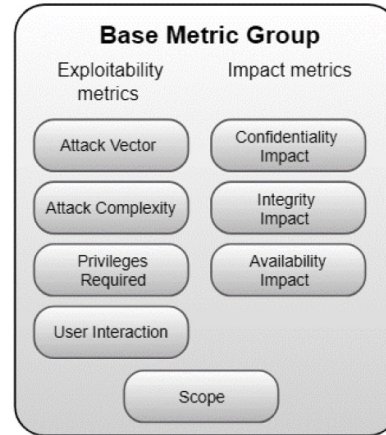 Base Metric Group
Exploitability
metrics
Impact metrics
Attack Vector
Confidentiality
Impact
Attack Complexity
Integrity
Impact
Privileges
Required
Availability
Impact
User Interaction
Scope